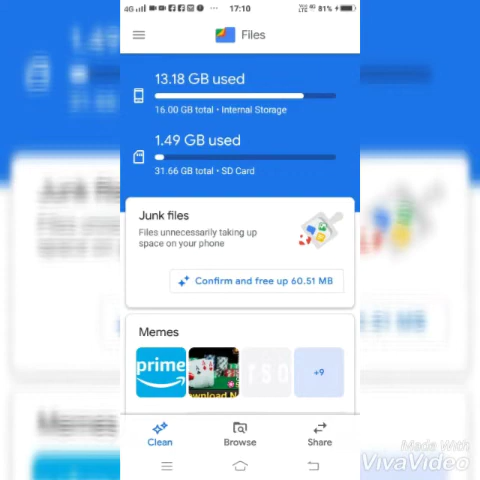 4G 17:10 81%
Files
13.18 GB used
16.00 GB total • Internal Storage
1.49 GB used
31.66 GB total • SD Card
Junk files
Files unnecessarily taking up
space on your phone
Confirm and free up 60.51 MB
Memes
prime
+9
Clean
Browse
Share
Made With
VivaVideo